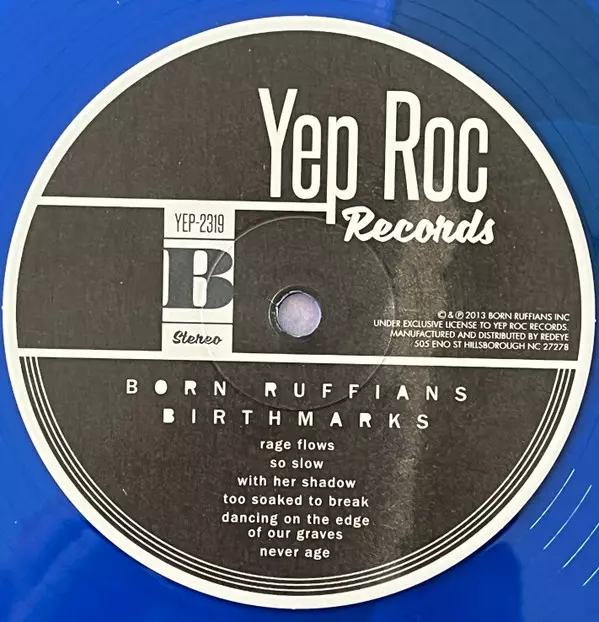 Yep Roc
Records
YEP-2319
B
Stereo
© & ℗ 2013 BORN RUFFIANS INC
UNDER EXCLUSIVE LICENSE TO YEP ROC RECORDS.
MANUFACTURED AND DISTRIBUTED BY REDEYE
505 ENO ST HILLSBOROUGH NC 27278
BORN RUFFIANS
BIRTHMARKS
rage flows
so slow
with her shadow
too soaked to break
dancing on the edge
of our graves
never age